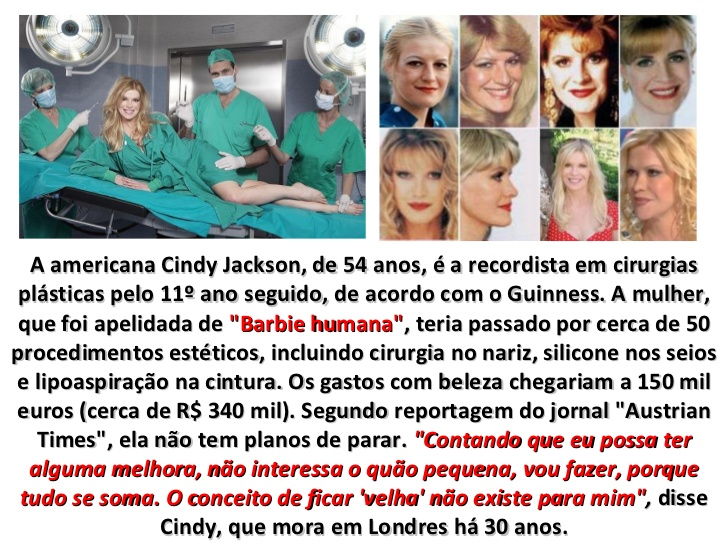 A americana Cindy Jackson, de 54 anos, é a recordista em cirurgias
plásticas pelo 11º ano seguido, de acordo com o Guinness. A mulher,
que foi apelidada de "Barbie humana", teria passado por cerca de 50
procedimentos estéticos, incluindo cirurgia no nariz, silicone nos seios
e lipoaspiração na cintura. Os gastos com beleza chegariam a 150 mil
euros (cerca de R$ 340 mil). Segundo reportagem do jornal "Austrian
Times", ela não tem planos de parar. "Contando que eu possa ter
alguma melhora, não interessa o quão pequena, vou fazer, porque
tudo se soma. O conceito de ficar 'velha' não existe para mim", disse
Cindy, que mora em Londres há 30 anos.